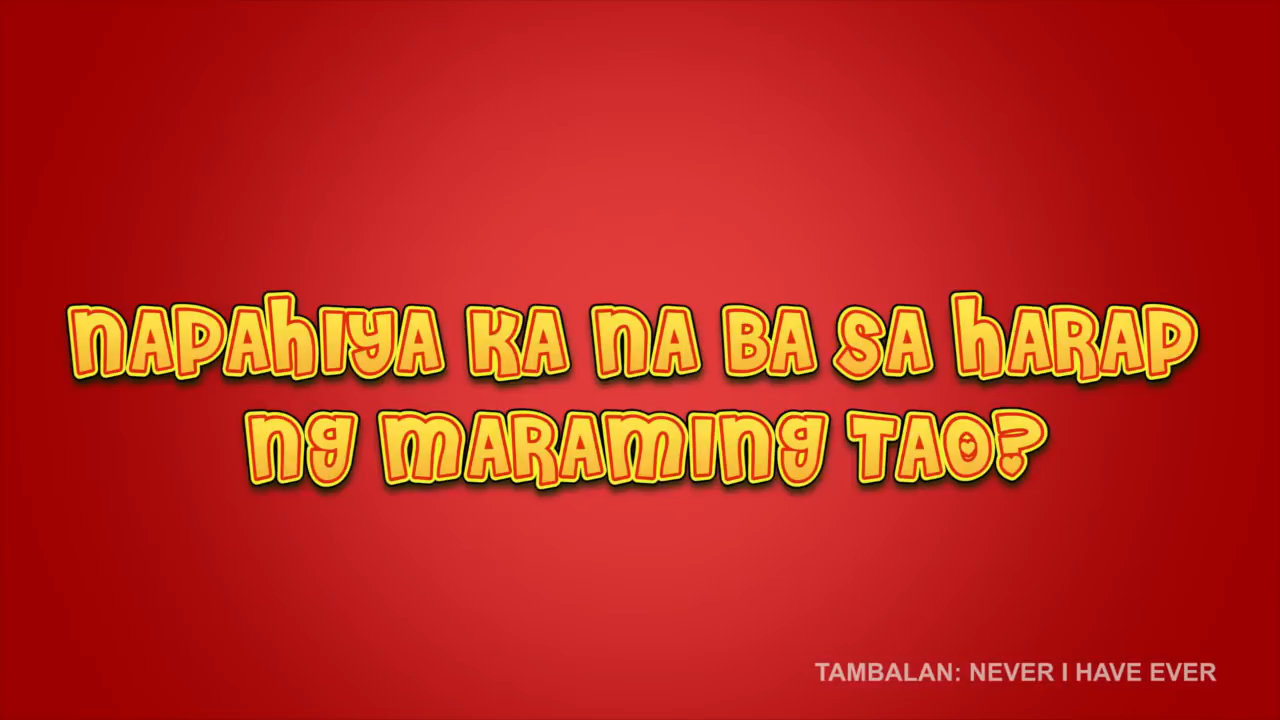 NAPAHIYA KA NA BA SA HARAP
NG MARAMING TAO?
TAMBALAN: NEVER I HAVE EVER